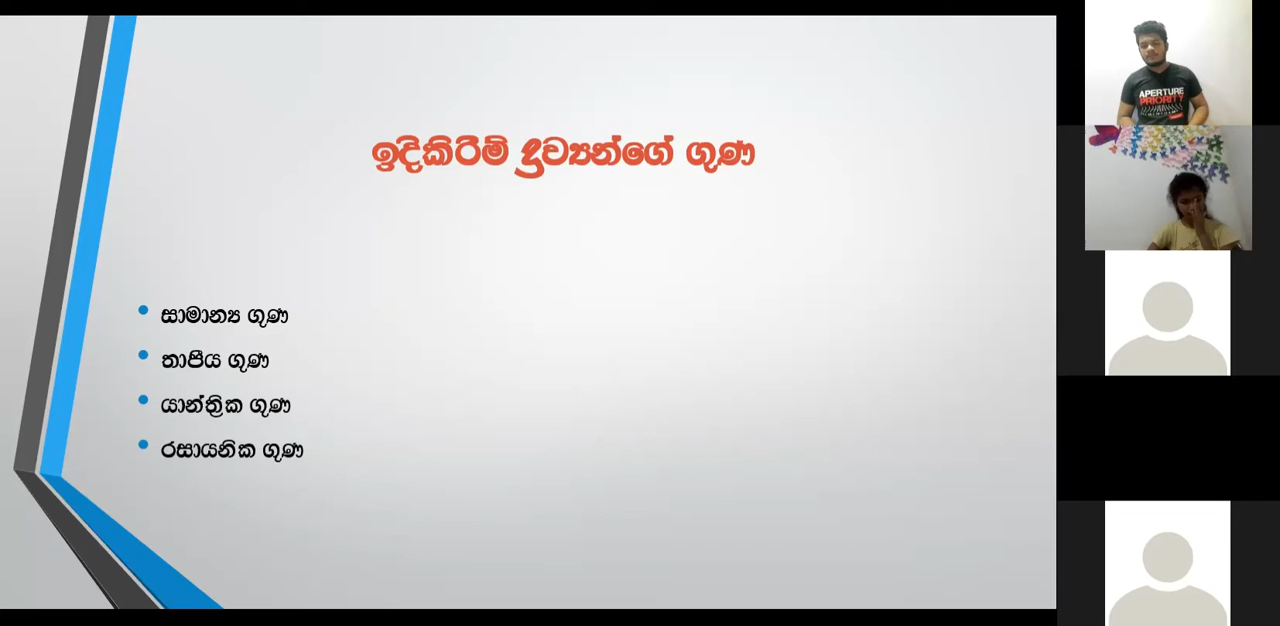 ඉදිකිරිම් ද්‍රව්‍යන්ගේ ගුණ
සාමාන්‍ය ගුණ
තාපීය ගුණ
යාන්ත්‍රික ගුණ
රසායනික ගුණ
APERTURE
PRIORITY